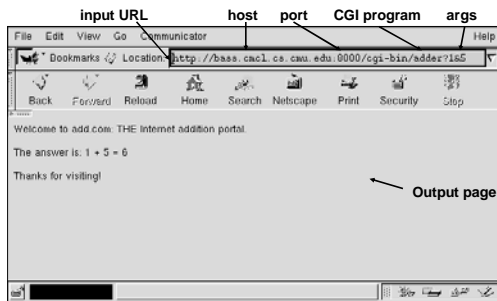 input URL host port CGI program args
File Edit View Go Communicator Help
Bookmarks Location: http://bass.cmcl.cs.cmu.edu:8000/cgi-bin/adder?1&5
Back Forward Reload Home Search Netscape Print Security Stop
Welcome to add.com: THE Internet addition portal.
The answer is: 1 + 5 = 6
Thanks for visiting!
Output page